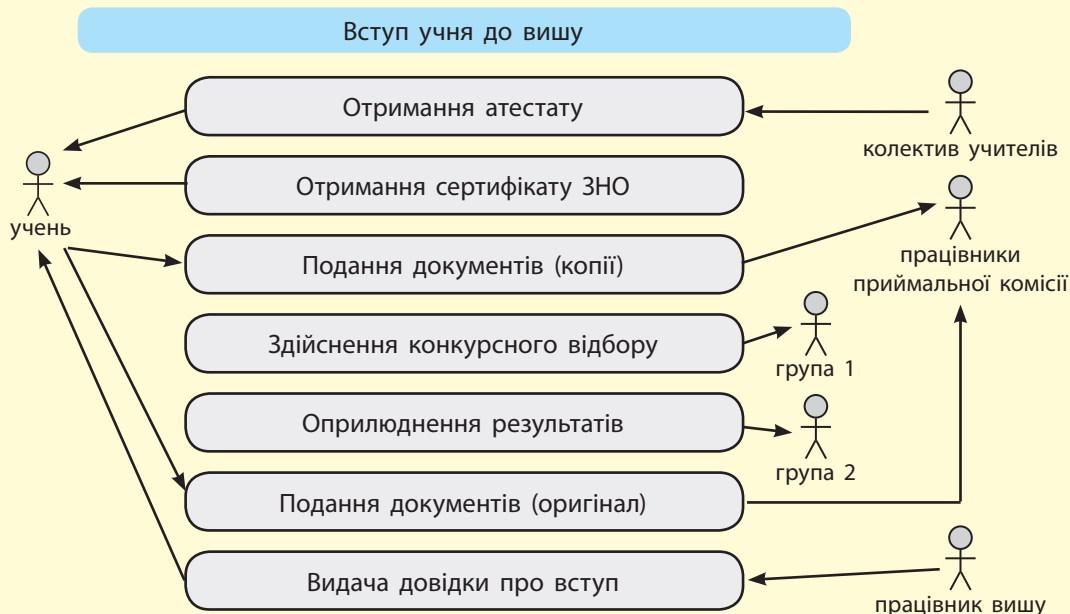 Вступ учня до вишу
Отримання атестату
колектив учителів
Отримання сертифікату ЗНО
учень
працівники
приймальної комісії
Подання документів (копії)
Здійснення конкурсного відбору
група 1
Оприлюднення результатів
група 2
Подання документів (оригінал)
Видача довідки про вступ
працівник вишу